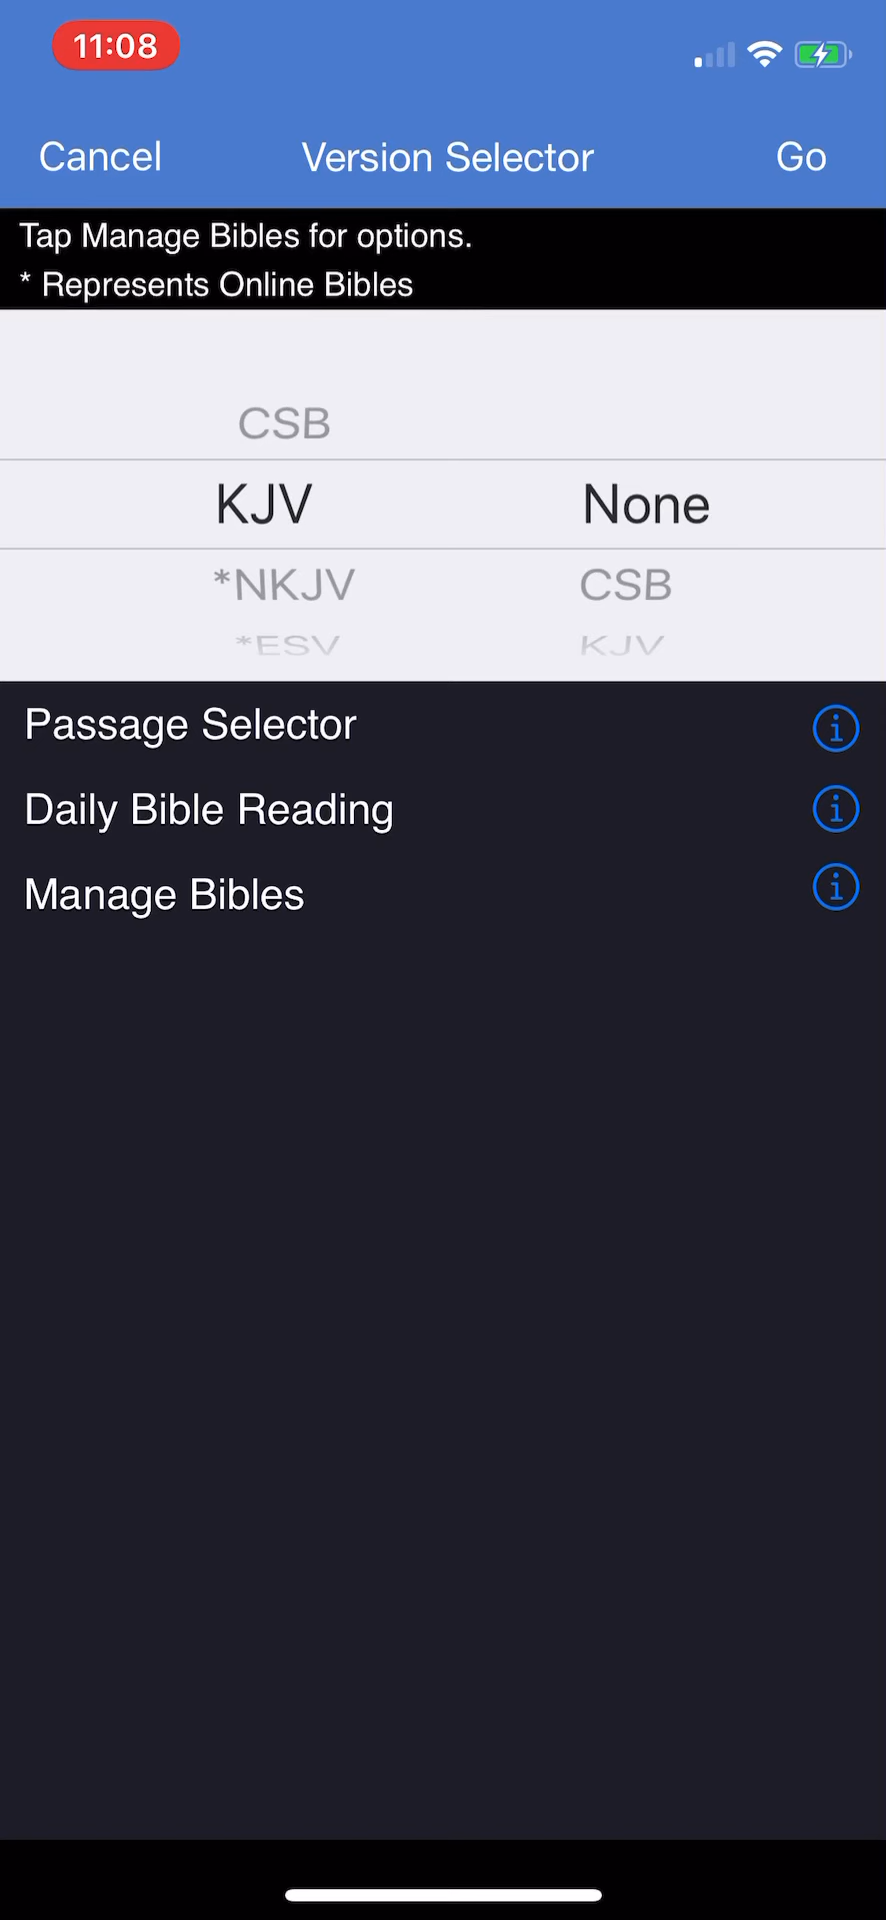 11:08
Cancel Version Selector Go
Tap Manage Bibles for options.
* Represents Online Bibles
CSB
KJV None
*NKJV CSB
*ESV KJV
Passage Selector
Daily Bible Reading
Manage Bibles